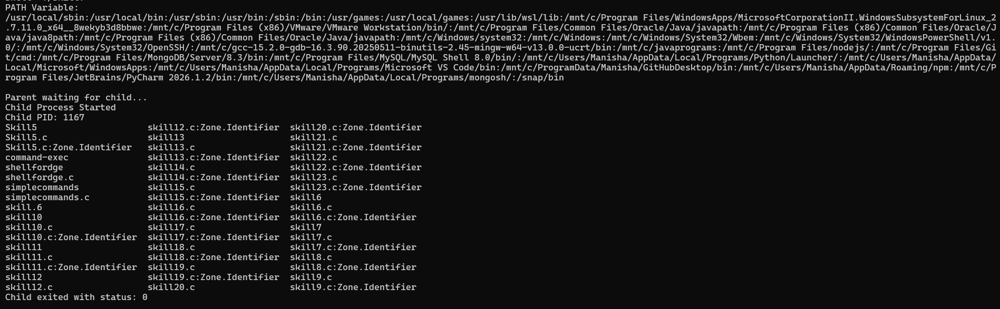 PATH Variable:
/usr/local/sbin:/usr/local/bin:/usr/sbin:/usr/bin:/sbin:/bin:/usr/games:/usr/local/games:/usr/lib/wsl/lib:/mnt/c/Program Files/WindowsApps/MicrosoftCorporationII.WindowsSubsystemForLinux_2
.7.11.0_x64__8wekyb3d8bbwe:/mnt/c/Program Files (x86)/VMware/VMware Workstation/bin/:/mnt/c/Program Files/Common Files/Oracle/Java/javapath:/mnt/c/Program Files (x86)/Common Files/Oracle/J
ava/java8path:/mnt/c/Program Files (x86)/Common Files/Oracle/Java/javapath:/mnt/c/Windows/system32:/mnt/c/Windows:/mnt/c/Windows/System32/Wbem:/mnt/c/Windows/System32/WindowsPowerShell/v1.
0/:/mnt/c/Windows/System32/OpenSSH/:/mnt/c/gcc-15.2.0-gdb-16.3.90.20250511-binutils-2.45-mingw-w64-v13.0.0-ucrt/bin:/mnt/c/javaprograms:/mnt/c/Program Files/nodejs/:/mnt/c/Program Files/Gi
t/cmd:/mnt/c/Program Files/MongoDB/Server/8.3/bin:/mnt/c/Program Files/MySQL/MySQL Shell 8.0/bin/:/mnt/c/Users/Manisha/AppData/Local/Programs/Python/Launcher/:/mnt/c/Users/Manisha/AppData/
Local/Microsoft/WindowsApps:/mnt/c/Users/Manisha/AppData/Local/Programs/Microsoft VS Code/bin:/mnt/c/ProgramData/Manisha/GitHubDesktop/bin:/mnt/c/Users/Manisha/AppData/Roaming/npm:/mnt/c/P
rogram Files/JetBrains/PyCharm 2026.1.2/bin:/mnt/c/Users/Manisha/AppData/Local/Programs/mongosh/:/snap/bin

Parent waiting for child...
Child Process Started
Child PID: 1167
Skill5                     skill12.c:Zone.Identifier  skill20.c:Zone.Identifier
Skill5.c                   skill13                    skill21.c
Skill5.c:Zone.Identifier   skill13.c                  skill21.c:Zone.Identifier
command-exec               skill13.c:Zone.Identifier  skill22.c
shellfordge                skill14.c                  skill22.c:Zone.Identifier
shellfordge.c              skill14.c:Zone.Identifier  skill23.c
simplecommands             skill15.c                  skill23.c:Zone.Identifier
simplecommands.c           skill15.c:Zone.Identifier  skill6
skill.6                    skill16.c                  skill6.c
skill10                    skill16.c:Zone.Identifier  skill6.c:Zone.Identifier
skill10.c                  skill17.c                  skill7
skill10.c:Zone.Identifier  skill17.c:Zone.Identifier  skill7.c
skill11                    skill18.c                  skill7.c:Zone.Identifier
skill11.c                  skill18.c:Zone.Identifier  skill8.c
skill11.c:Zone.Identifier  skill19.c                  skill8.c:Zone.Identifier
skill12                    skill19.c:Zone.Identifier  skill9.c
skill12.c                  skill20.c                  skill9.c:Zone.Identifier
Child exited with status: 0